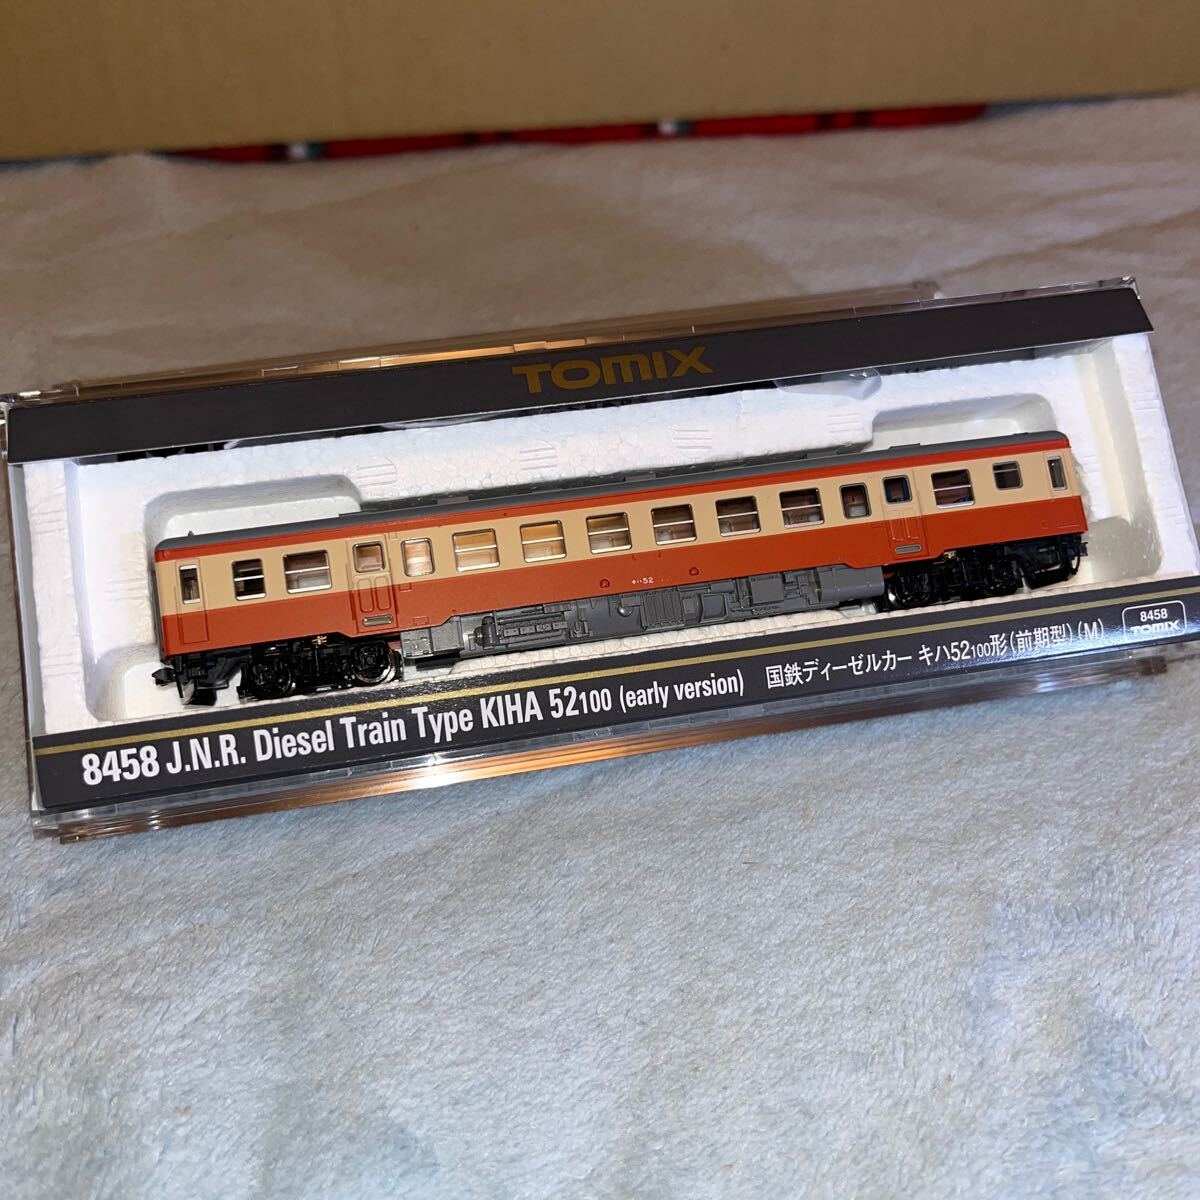 TOMIX
キハ52
8458 J.N.R. Diesel Train Type KIHA 52100 (early version) 国鉄ディーゼルカー キハ52100形(前期型)(M)
8458
TOMIX